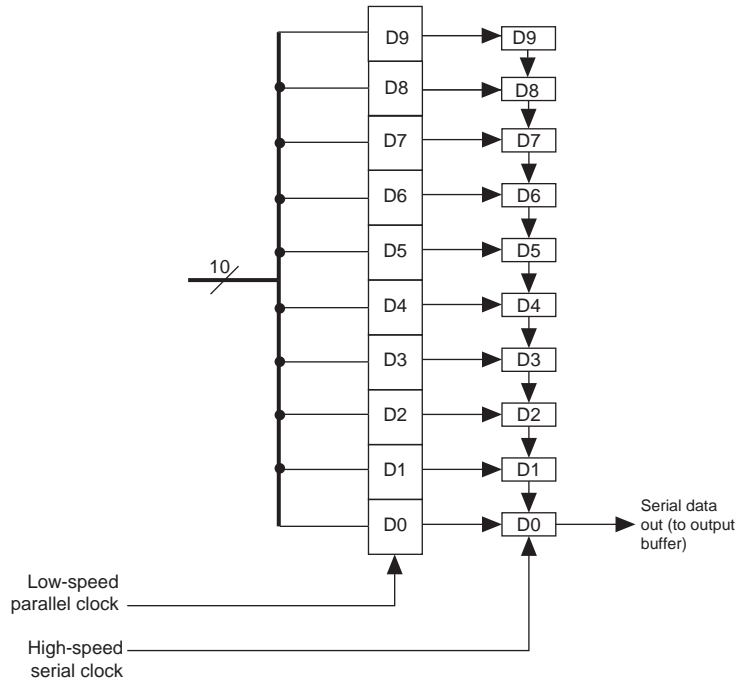 D9 D9
D8 D8
D7 D7
D6 D6
10
D5 D5
D4 D4
D3 D3
D2 D2
D1 D1
D0 D0
Serial data
out (to output
buffer)
Low-speed
parallel clock
High-speed
serial clock